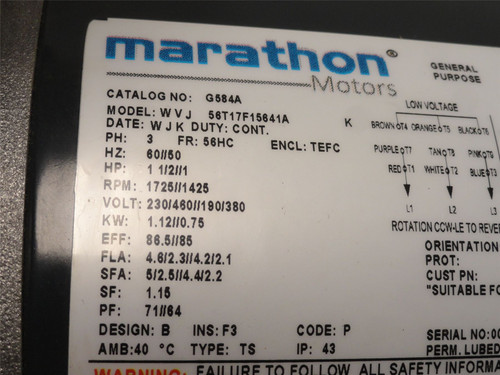 marathon®
Motors
GENERAL
PURPOSE
CATALOG NO: G584A
MODEL: WVJ 56T17F15641A K
DATE: WJK DUTY: CONT.
PH: 3 FR: 56HC ENCL: TEFC
HZ: 60//50
HP: 1 1/2//1
RPM: 1725//1425
VOLT: 230/460//190/380
KW: 1.12//0.75
EFF: 86.5//85
FLA: 4.6/2.3//4.2/2.1
SFA: 5/2.5//4.4/2.2
SF: 1.15
PF: 71//64
DESIGN: B INS: F3 CODE: P
AMB: 40 °C TYPE: TS IP: 43
LOW VOLTAGE
BROWN T4 ORANGE T5 BLACK T6
PURPLE T7 TAN T8 PINK T9
RED T1 WHITE T2 BLUE T3
L1 L2 L3
ROTATION CCW-LE TO REVER
ORIENTATION
PROT:
CUST PN:
"SUITABLE FO
SERIAL NO: 00
PERM. LUBED
WARNING: FAILURE TO FOLLOW ALL SAFETY INFORMA